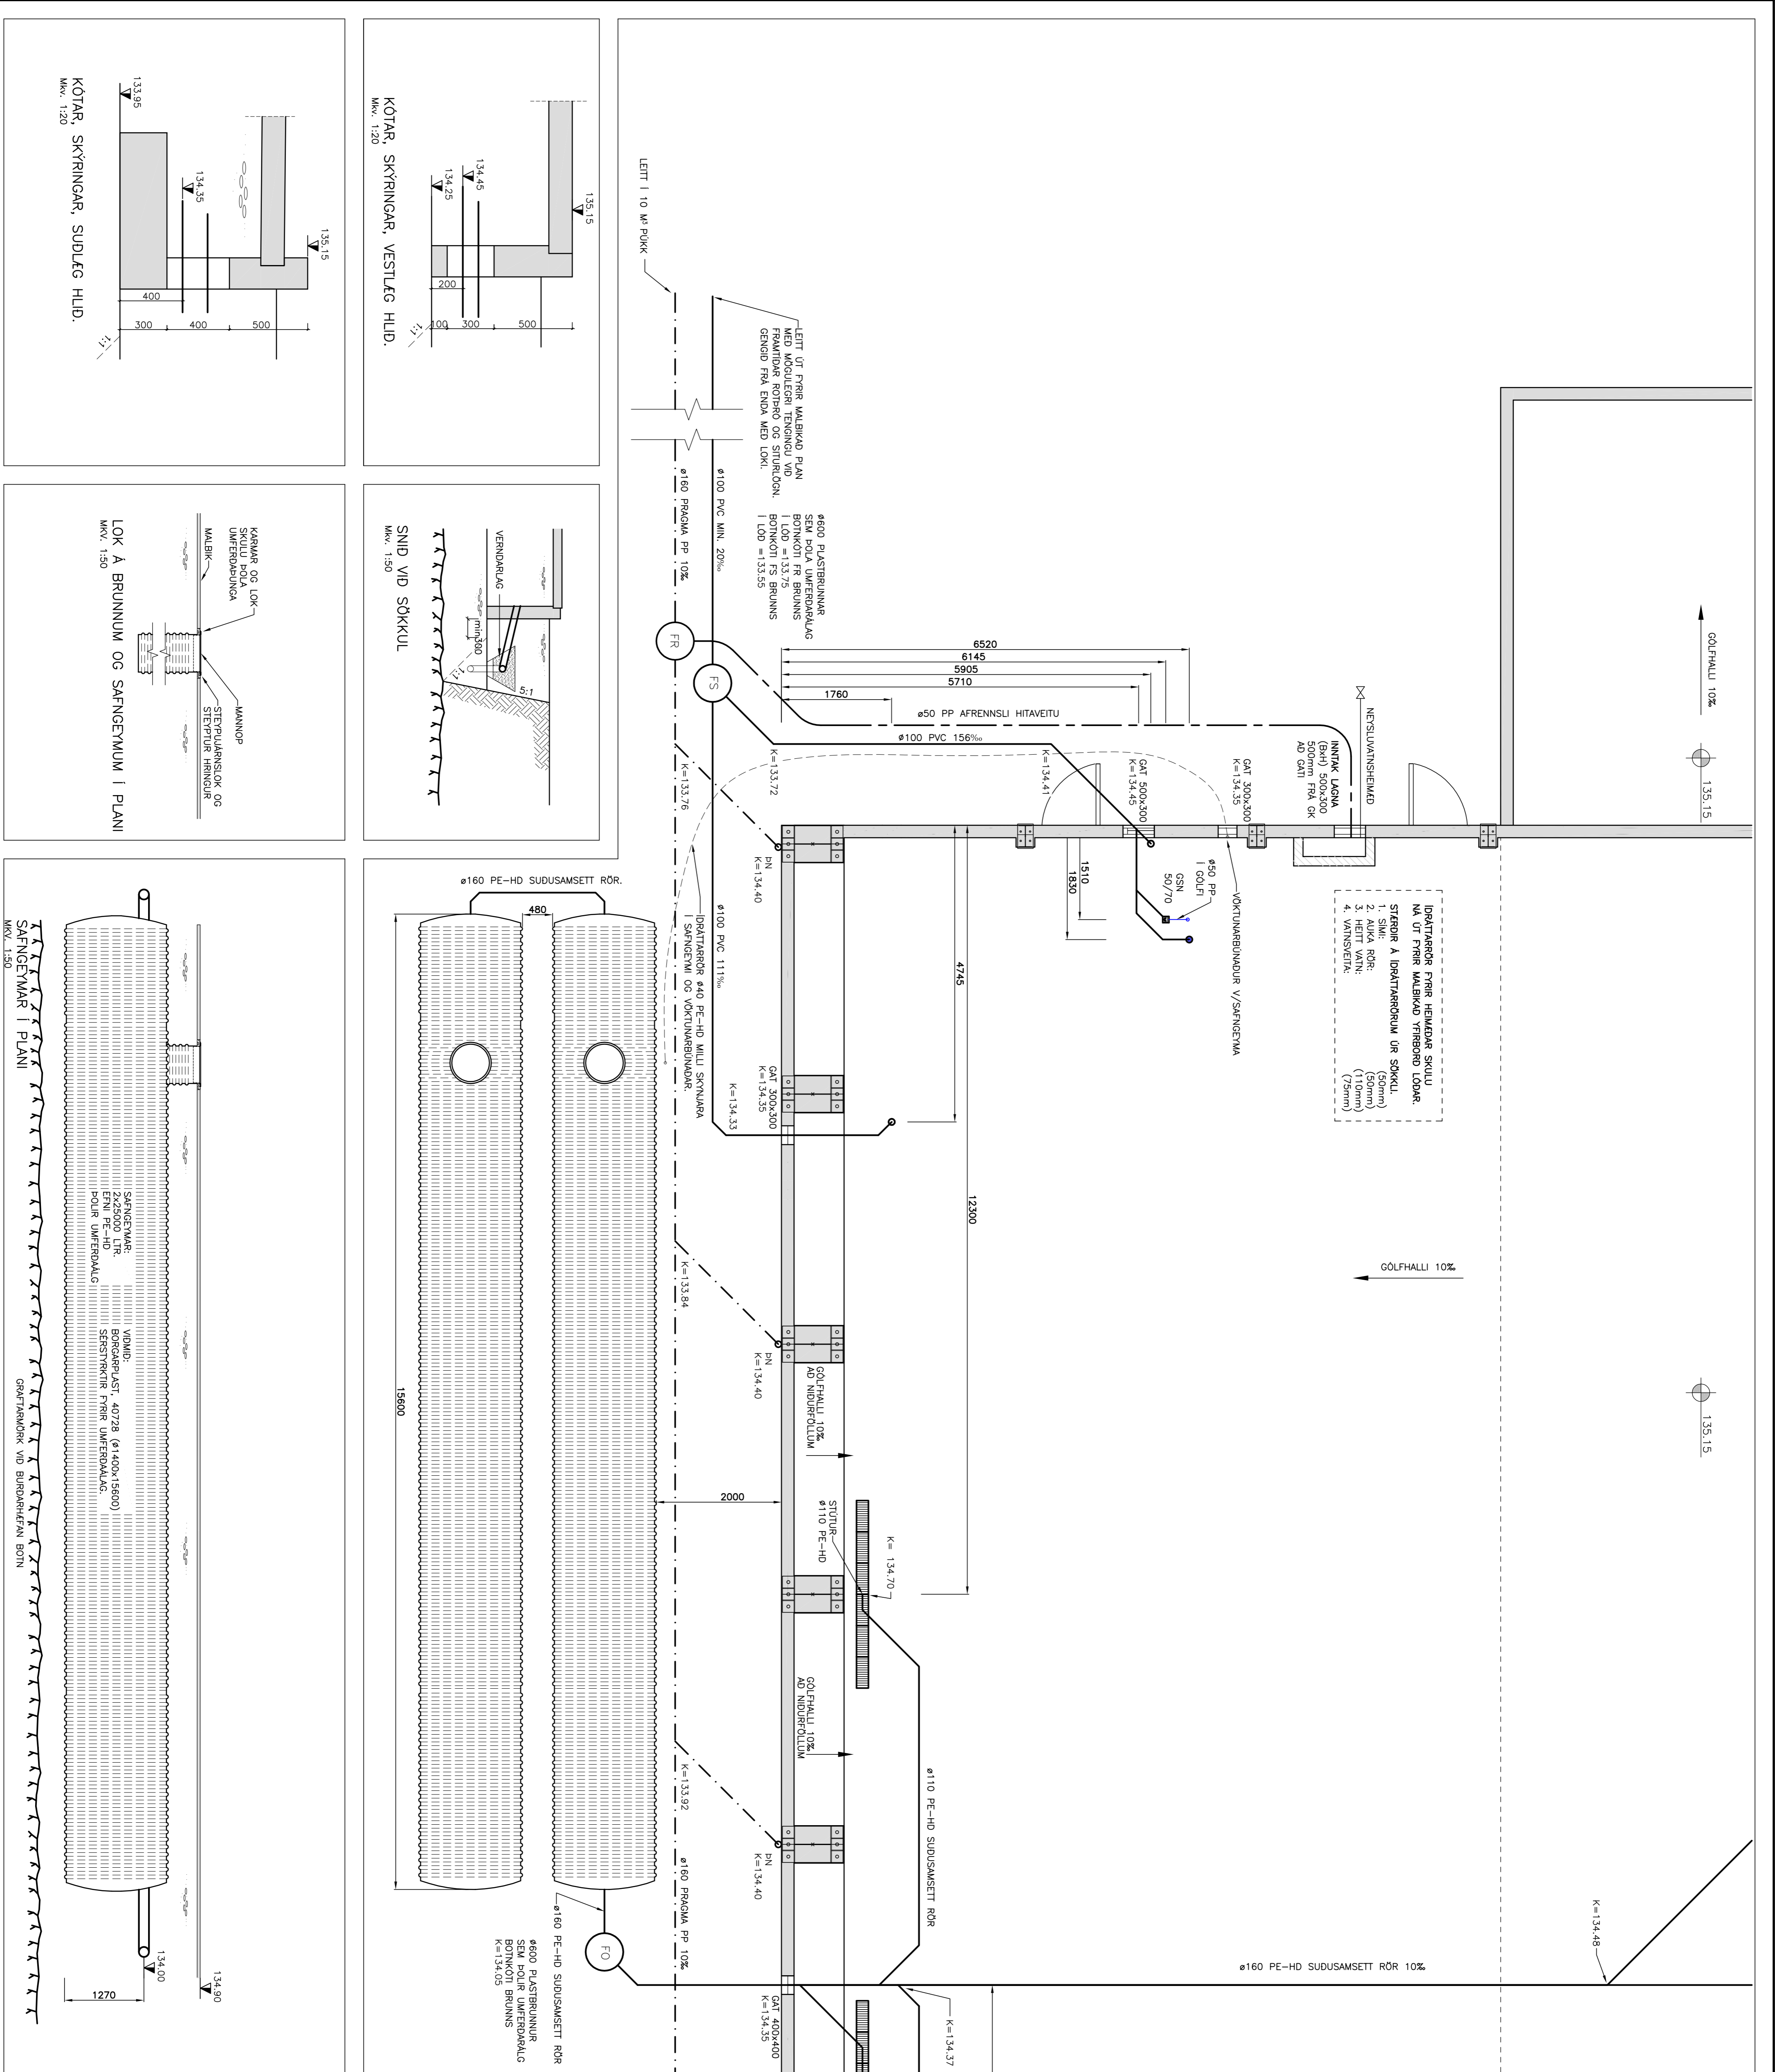 133.95
134.35
135.15
400
300
400
500
1:1
KÓTAR, SKÝRINGAR, SUÐLÆG HLIÐ.
Mkv. 1:20
134.25
134.45
135.15
200
100
300
500
1:1
KÓTAR, SKÝRINGAR, VESTLÆG HLIÐ.
Mkv. 1:20
KARMAR OG LOK
SKULU ÞOLA
UMFERÐAÞUNGA
MALBIK
MANNOP
STEYPUJÁRNSLOK OG
STEYPTUR HRINGUR
LOK Á BRUNNUM OG SAFNGEYMUM Í PLANI
MKV. 1:50
VERNDARLAG
min300
1:1
5:1
SNIÐ VIÐ SÖKKUL
Mkv. 1:50
LEITT Í 10 M³ PÚKK
LEITT ÚT FYRIR MALBIKAÐ PLAN
MEÐ MÖGULEGRI TENGINGU VIÐ
FRAMTÍÐAR ROTÞRÓ OG SITURLÖGN.
GENGIÐ FRÁ ENDA MEÐ LOKI.
ø160 PRAGMA PP 10‰
ø100 PVC MIN. 20‰
ø600 PLASTBRUNNAR
SEM ÞOLA UMFERÐARÁLAG
BOTNKÓTI FR BRUNNS
Í LÓÐ =133.75
BOTNKÓTI FS BRUNNS
Í LÓÐ =133.55
FR
FS
6520
6145
5905
5710
1760
ø50 PP AFRENNSLI HITAVEITU
ø100 PVC 156‰
K=133.72
K=133.76
K=134.41
GAT 500x300
K=134.45
GAT 300x300
K=134.35
INNTAK LAGNA
(BxH) 500x300
500mm FRÁ GK
AÐ GATI
NEYSLUVATNSHEIMÆÐ
GÓLFHALLI 10‰
135.15
ÍDRÁTTARRÖR FYRIR HEIMÆÐAR SKULU
NÁ ÚT FYRIR MALBIKAÐ YFIRBORÐ LÓÐAR.
STÆRÐIR Á ÍDRÁTTARRÖRUM ÚR SÖKKLI.
1. SÍMI: (50mm)
2. AUKA RÖR: (50mm)
3. HEITT VATN: (110mm)
4. VATNSVEITA: (75mm)
VÖKTUNARBÚNAÐUR V/SAFNGEYMA
ø50 PP
Í GÓLFI
GSN
50/70
1510
1830
ÞN
K=134.40
4745
12300
ø160 PE-HD SUÐUSAMSETT RÖR.
480
ø100 PVC 111‰
ÍDRÁTTARRÖR ø40 PE-HD MILLI SKYNJARA
Í SAFNGEYMI OG VÖKTUNARBÚNAÐAR.
GAT 300x300
K=134.35
K=134.33
K=133.84
ÞN
K=134.40
GÓLFHALLI 10‰
GÓLFHALLI 10‰
AÐ NIÐURFÖLLUM
135.15
15600
2000
STÚTUR
ø110 PE-HD
K= 134.70
GÓLFHALLI 10‰
AÐ NIÐURFÖLLUM
K=133.92
ÞN
K=134.40
ø110 PE-HD SUÐUSAMSETT RÖR
ø160 PRAGMA PP 10‰
ø160 PE-HD SUÐUSAMSETT RÖR
FO
ø600 PLASTBRUNNUR
SEM ÞOLIR UMFERÐARÁLG
BOTNKÓTI BRUNNS
K=134.05
GAT 400x400
K=134.35
K=134.37
ø160 PE-HD SUÐUSAMSETT RÖR 10‰
K=134.48
SAFNGEYMAR:
2x25000 LTR.
EFNI PE-HD
ÞOLIR UMFERÐAÁLG
VIÐMIÐ:
BORGARPLAST, 40728 (ø1400x15600)
SÉRSTYRKTIR FYRIR UMFERÐAÁLAG.
SAFNGEYMAR Í PLANI
MKV. 1:50
GRAFTARMÖRK VIÐ BURÐARHÆFAN BOTN
134.00
134.90
1270